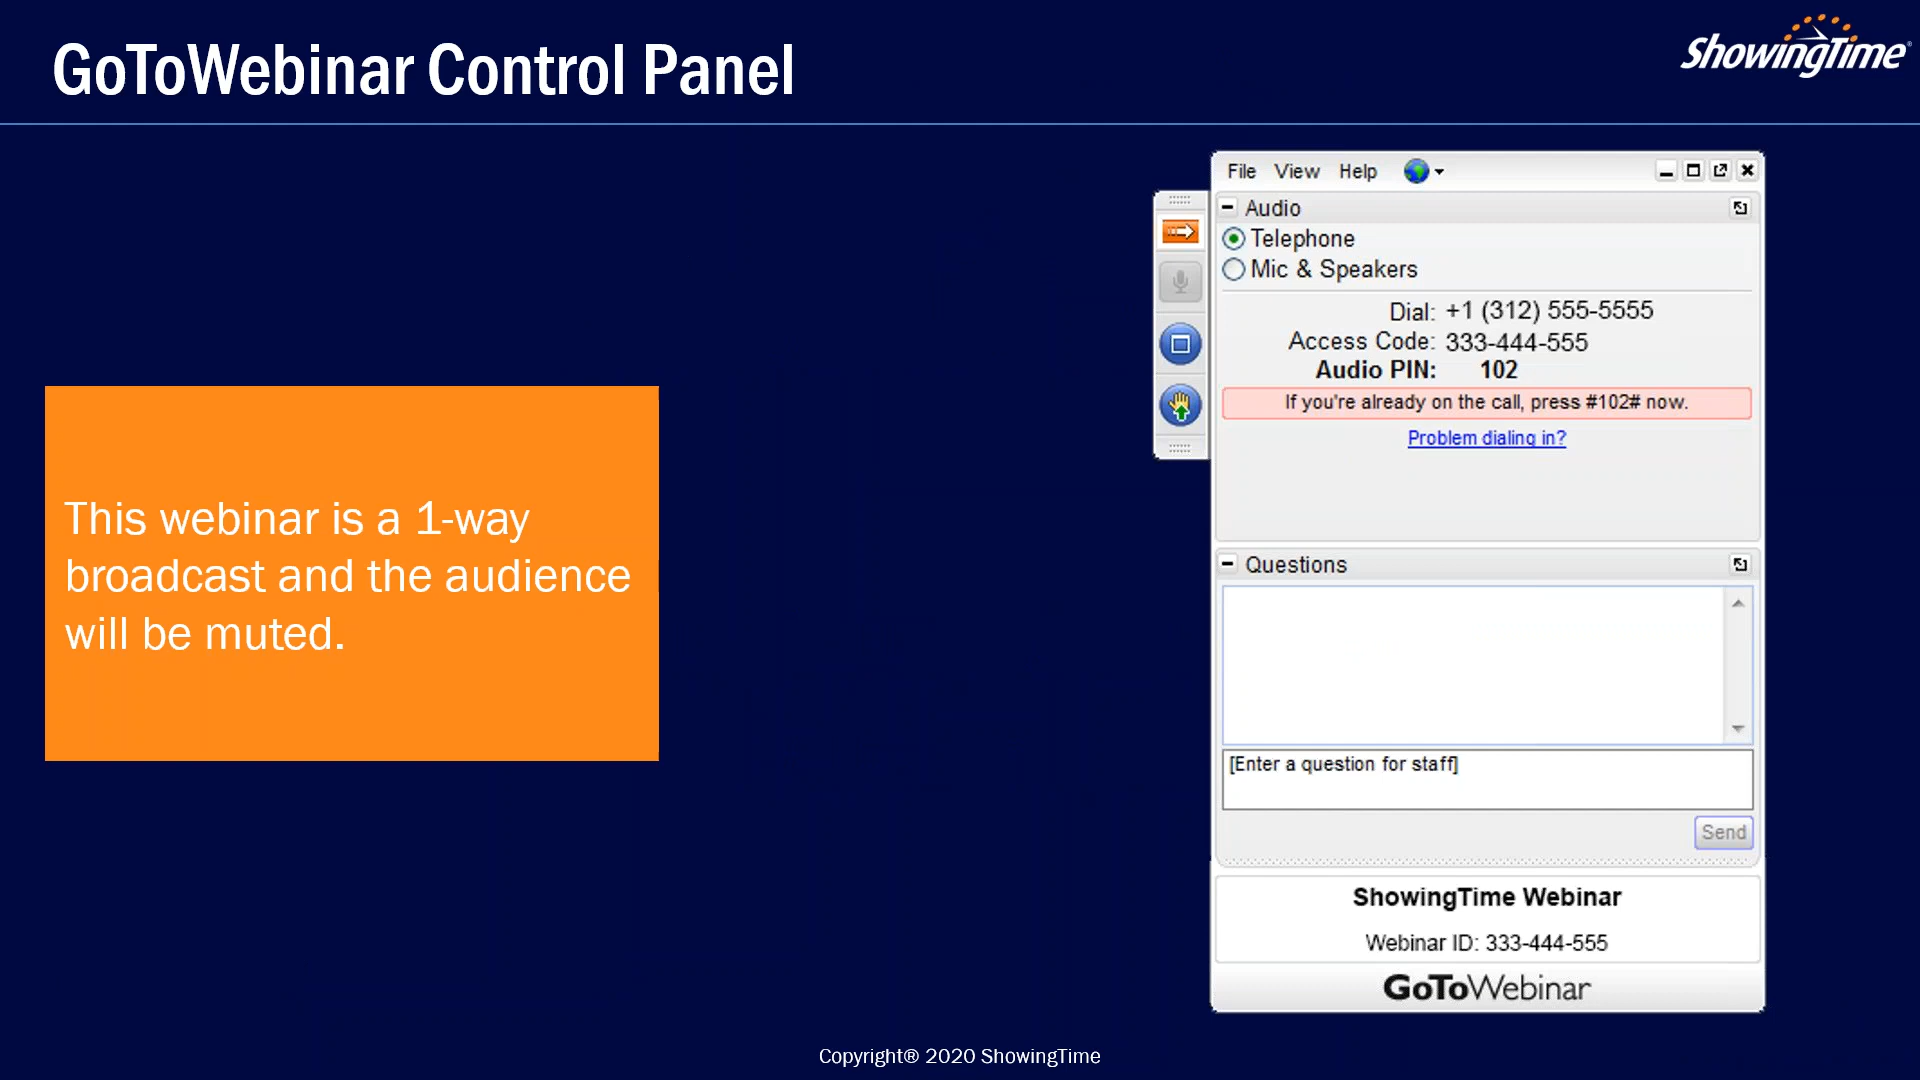 GoToWebinar Control Panel
ShowingTime®
This webinar is a 1-way
broadcast and the audience
will be muted.
File View Help
Audio
Telephone
Mic & Speakers
Dial: +1 (312) 555-5555
Access Code: 333-444-555
Audio PIN: 102
If you're already on the call, press #102# now.
Problem dialing in?
Questions
[Enter a question for staff]
Send
ShowingTime Webinar
Webinar ID: 333-444-555
GoToWebinar
Copyright® 2020 ShowingTime